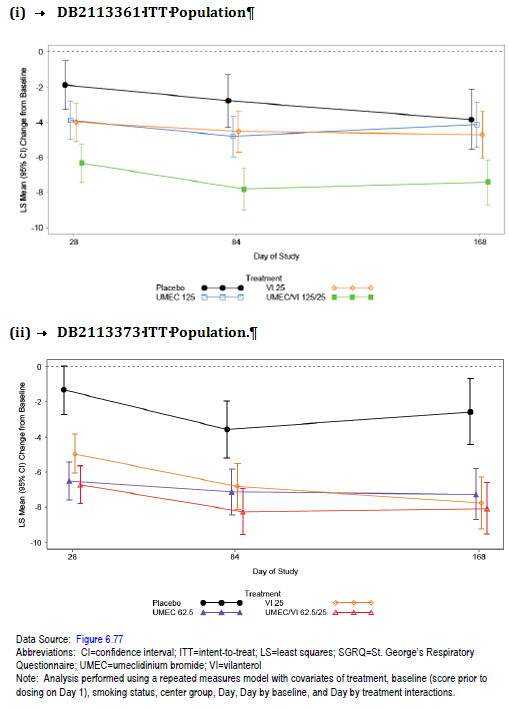 (i) → DB2113361·ITT·Population¶
LS Mean (95% CI) Change from Baseline
0
-2
-4
-6
-8
-10
28
84
168
Day of Study
Treatment
Placebo
VI 25
UMEC 125
UMEC/VI 125/25
(ii) → DB2113373·ITT·Population.¶
LS Mean (95% CI) Change from Baseline
0
-2
-4
-6
-8
-10
28
84
168
Day of Study
Treatment
Placebo
VI 25
UMEC 62.5
UMEC/VI 62.5/25
Data Source: Figure 6.77
Abbreviations: CI=confidence interval; ITT=intent-to-treat; LS=least squares; SGRQ=St. George's Respiratory
Questionnaire; UMEC=umeclidinium bromide; VI=vilanterol
Note: Analysis performed using a repeated measures model with covariates of treatment, baseline (score prior to
dosing on Day 1), smoking status, center group, Day, Day by baseline, and Day by treatment interactions.